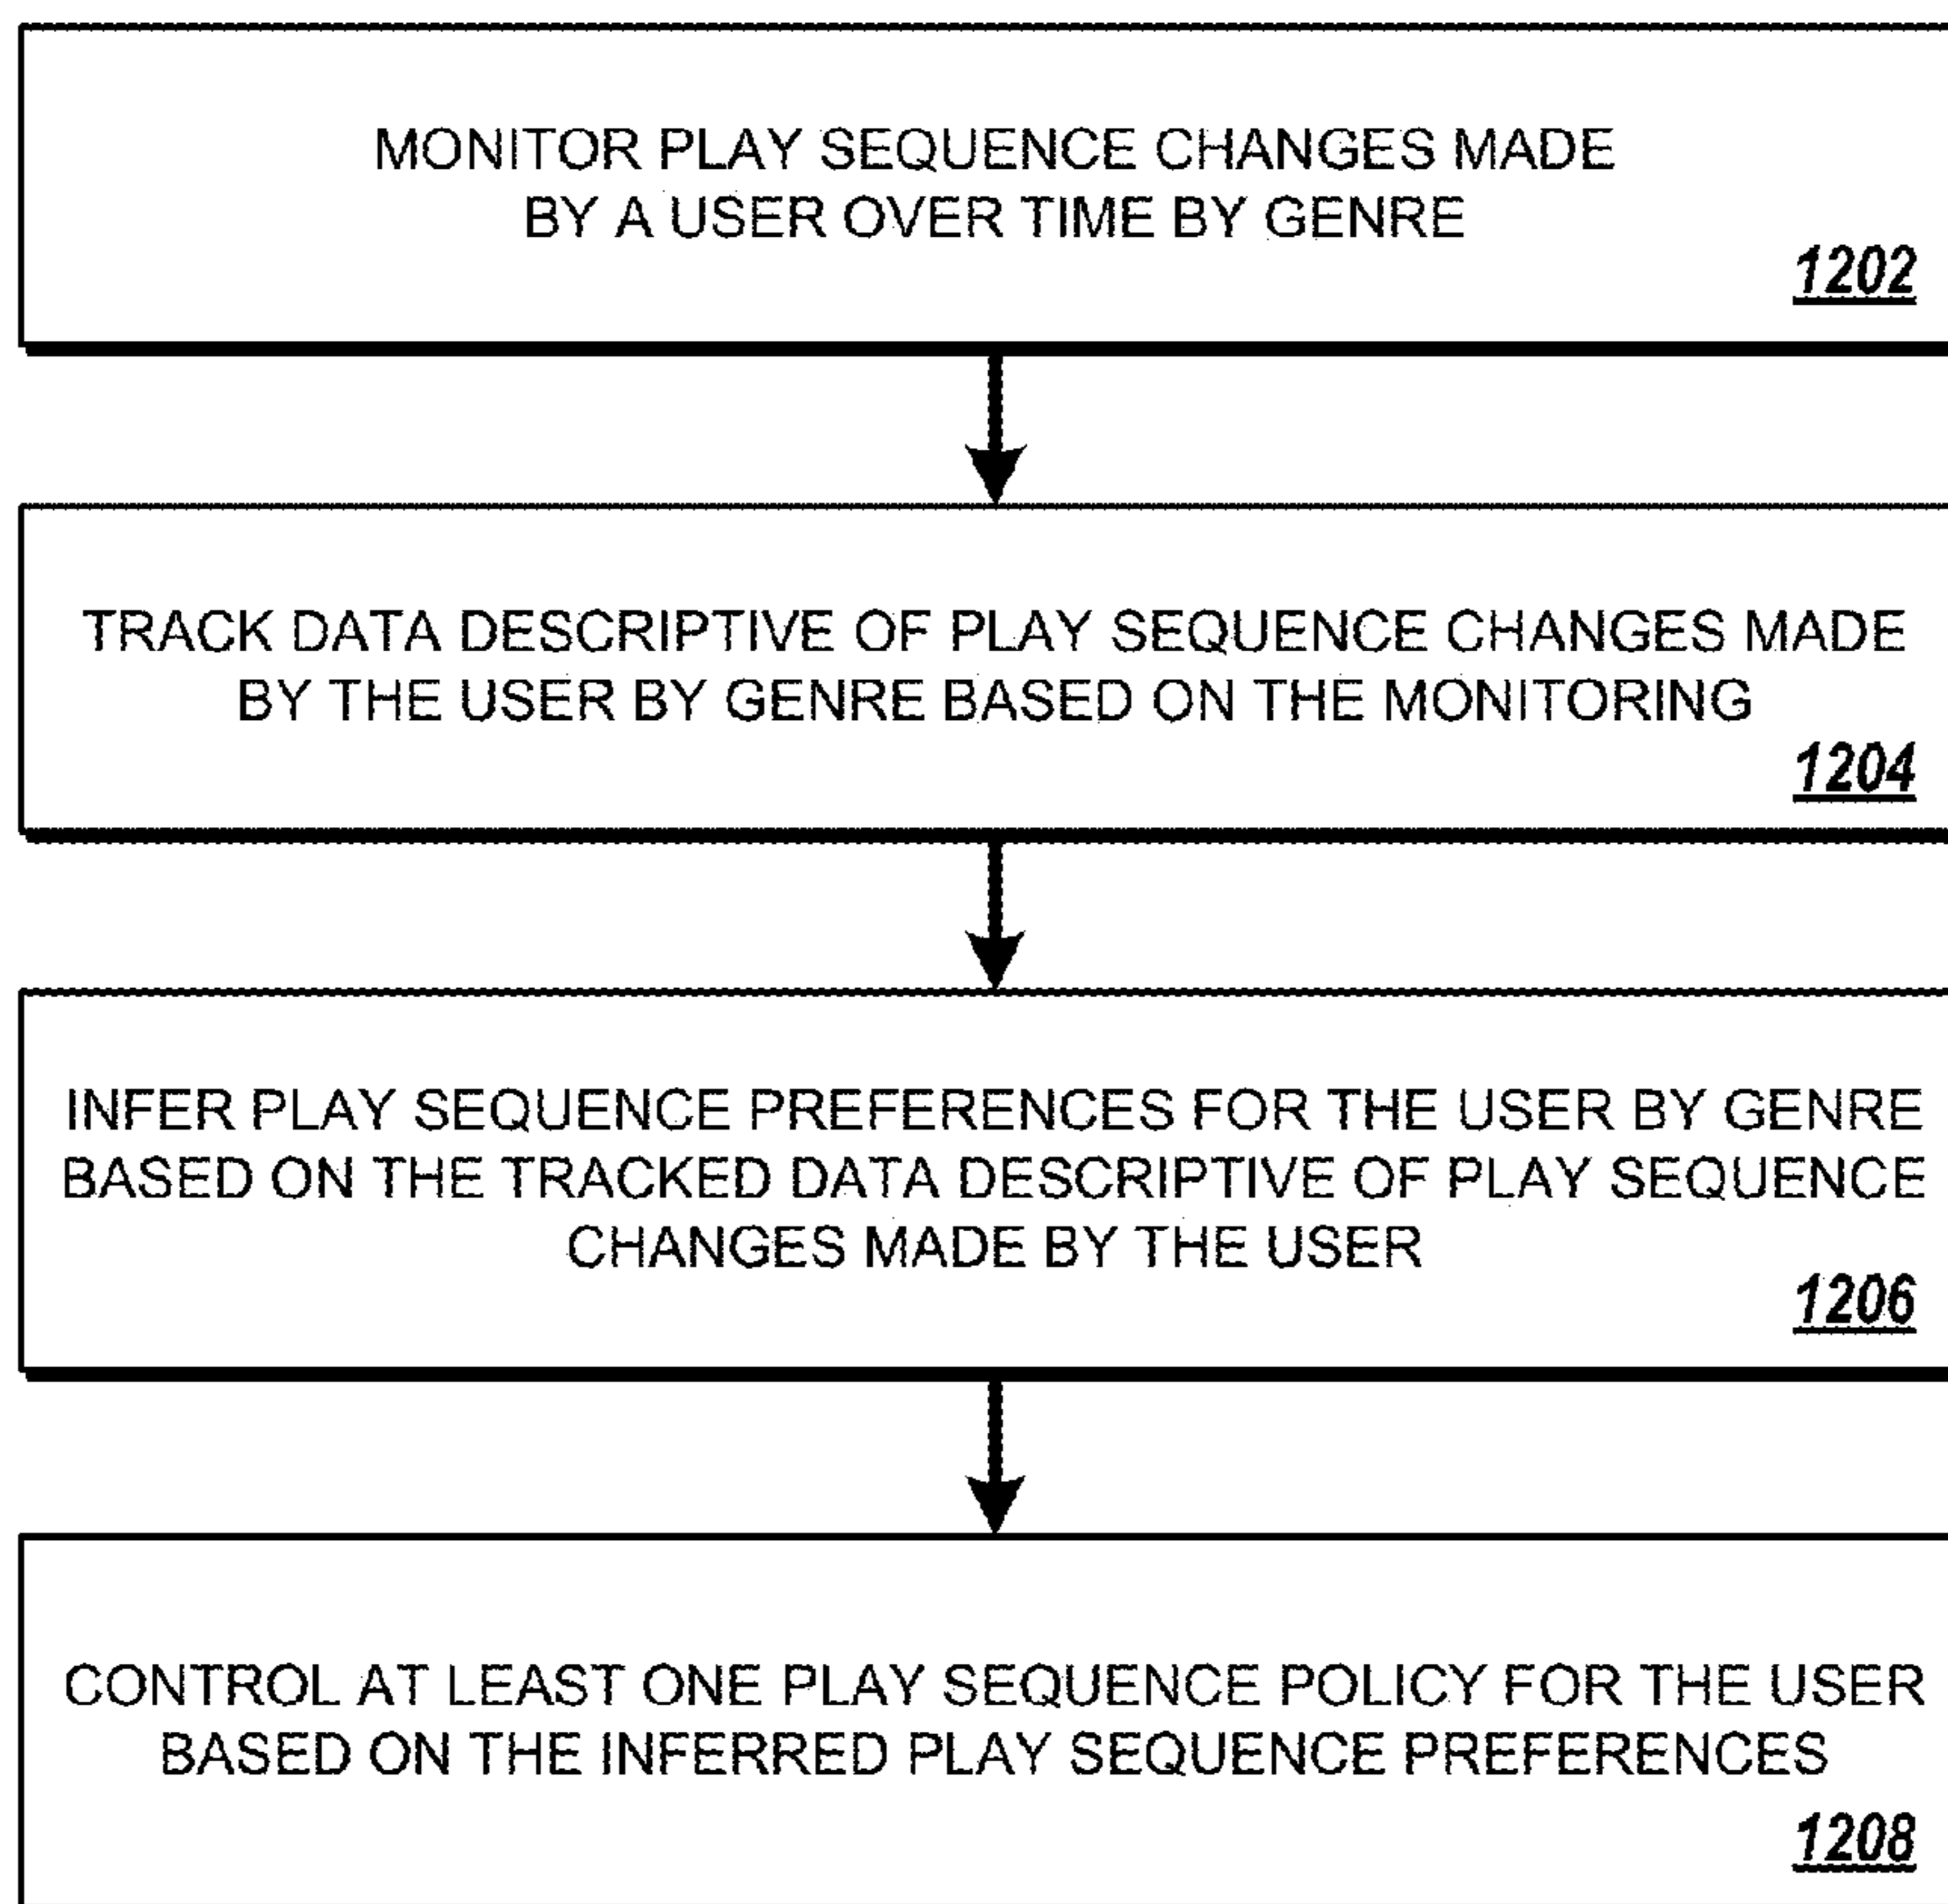 MONITOR PLAY SEQUENCE CHANGES MADE
BY A USER OVER TIME BY GENRE
1202
TRACK DATA DESCRIPTIVE OF PLAY SEQUENCE CHANGES MADE
BY THE USER BY GENRE BASED ON THE MONITORING
1204
INFER PLAY SEQUENCE PREFERENCES FOR THE USER BY GENRE
BASED ON THE TRACKED DATA DESCRIPTIVE OF PLAY SEQUENCE
CHANGES MADE BY THE USER
1206
CONTROL AT LEAST ONE PLAY SEQUENCE POLICY FOR THE USER
BASED ON THE INFERRED PLAY SEQUENCE PREFERENCES
1208